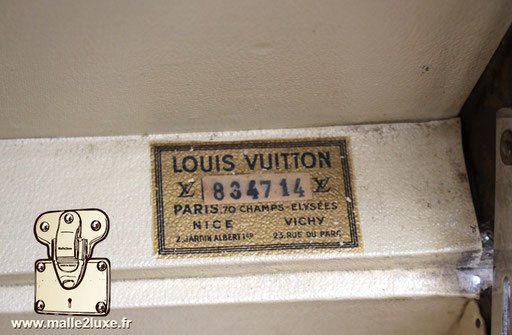 LOUIS VUITTON
LV 834714 LV
PARIS. 70 CHAMPS-ELYSÉES
NICE VICHY
2. JARDIN ALBERT 1ER 23 RUE DU PARC
www.malle2luxe.fr